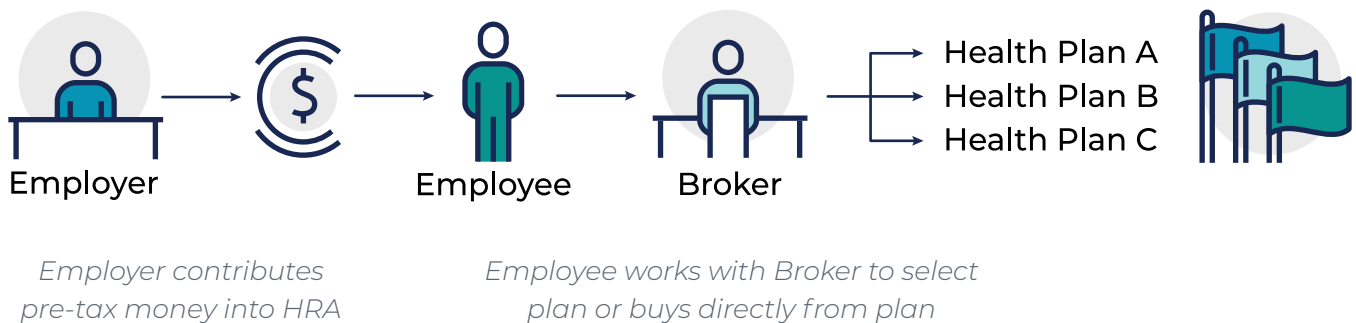 Employer
$
Employee
Broker
Health Plan A
Health Plan B
Health Plan C
Employer contributes
pre-tax money into HRA
Employee works with Broker to select
plan or buys directly from plan